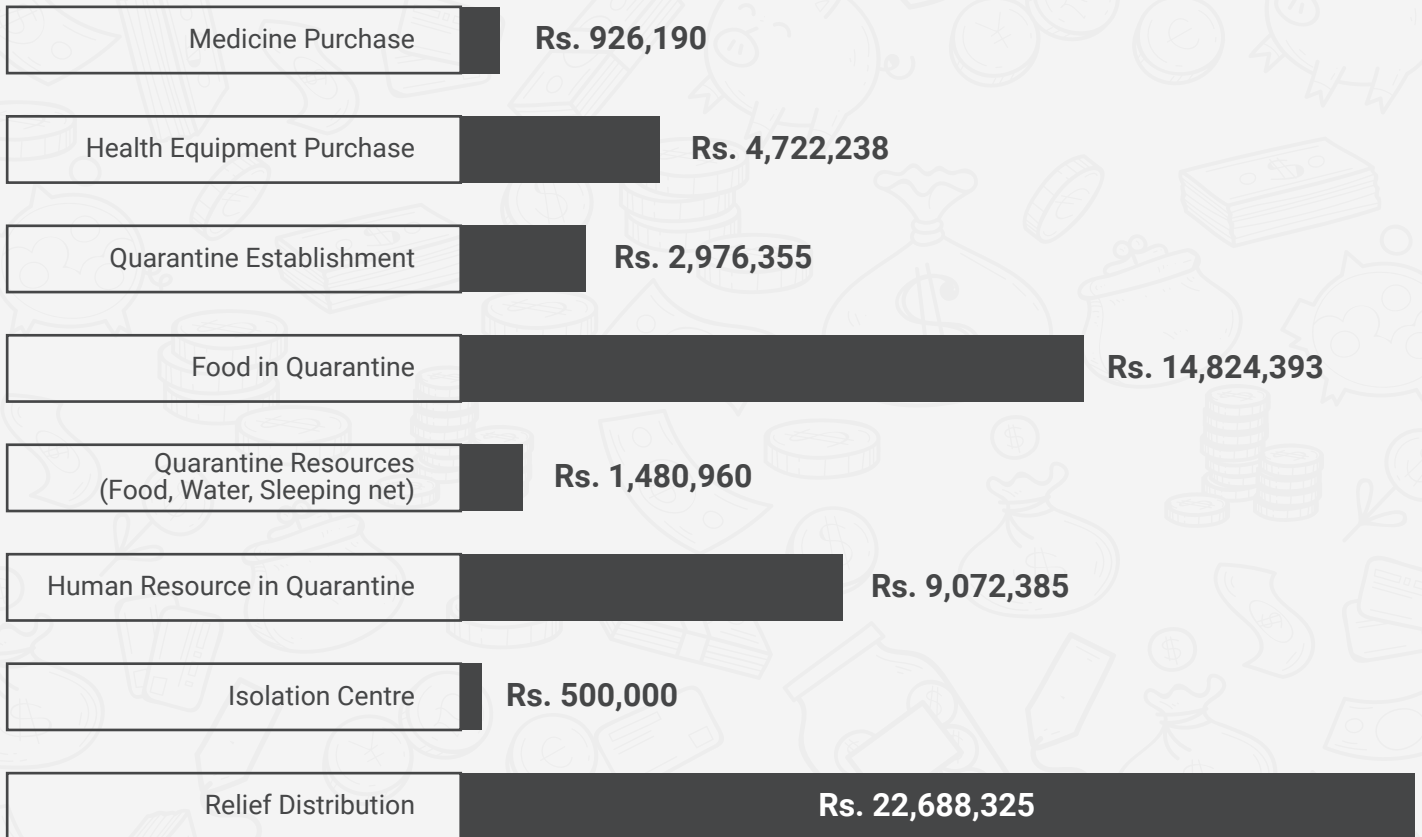 Medicine Purchase
Rs. 926,190
Health Equipment Purchase
Rs. 4,722,238
Quarantine Establishment
Rs. 2,976,355
Food in Quarantine
Rs. 14,824,393
Quarantine Resources
(Food, Water, Sleeping net)
Rs. 1,480,960
Human Resource in Quarantine
Rs. 9,072,385
Isolation Centre
Rs. 500,000
Relief Distribution
Rs. 22,688,325